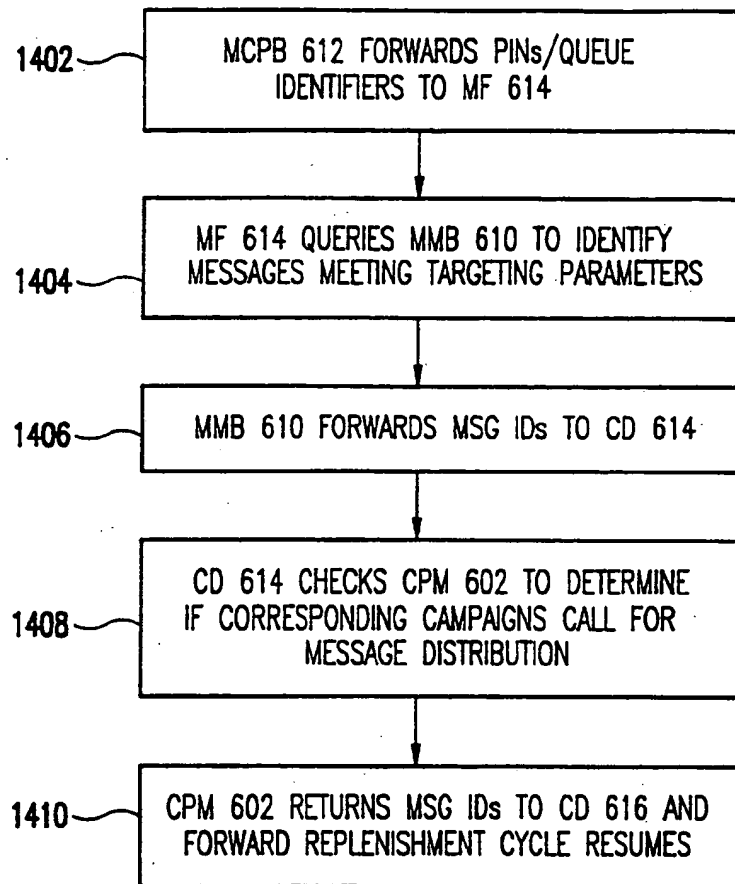 1402
MCPB 612 FORWARDS PINs/QUEUE
IDENTIFIERS TO MF 614
1404
MF 614 QUERIES MMB 610 TO IDENTIFY
MESSAGES MEETING TARGETING PARAMETERS
1406
MMB 610 FORWARDS MSG IDs TO CD 614
1408
CD 614 CHECKS CPM 602 TO DETERMINE
IF CORRESPONDING CAMPAIGNS CALL FOR
MESSAGE DISTRIBUTION
1410
CPM 602 RETURNS MSG IDs TO CD 616 AND
FORWARD REPLENISHMENT CYCLE RESUMES